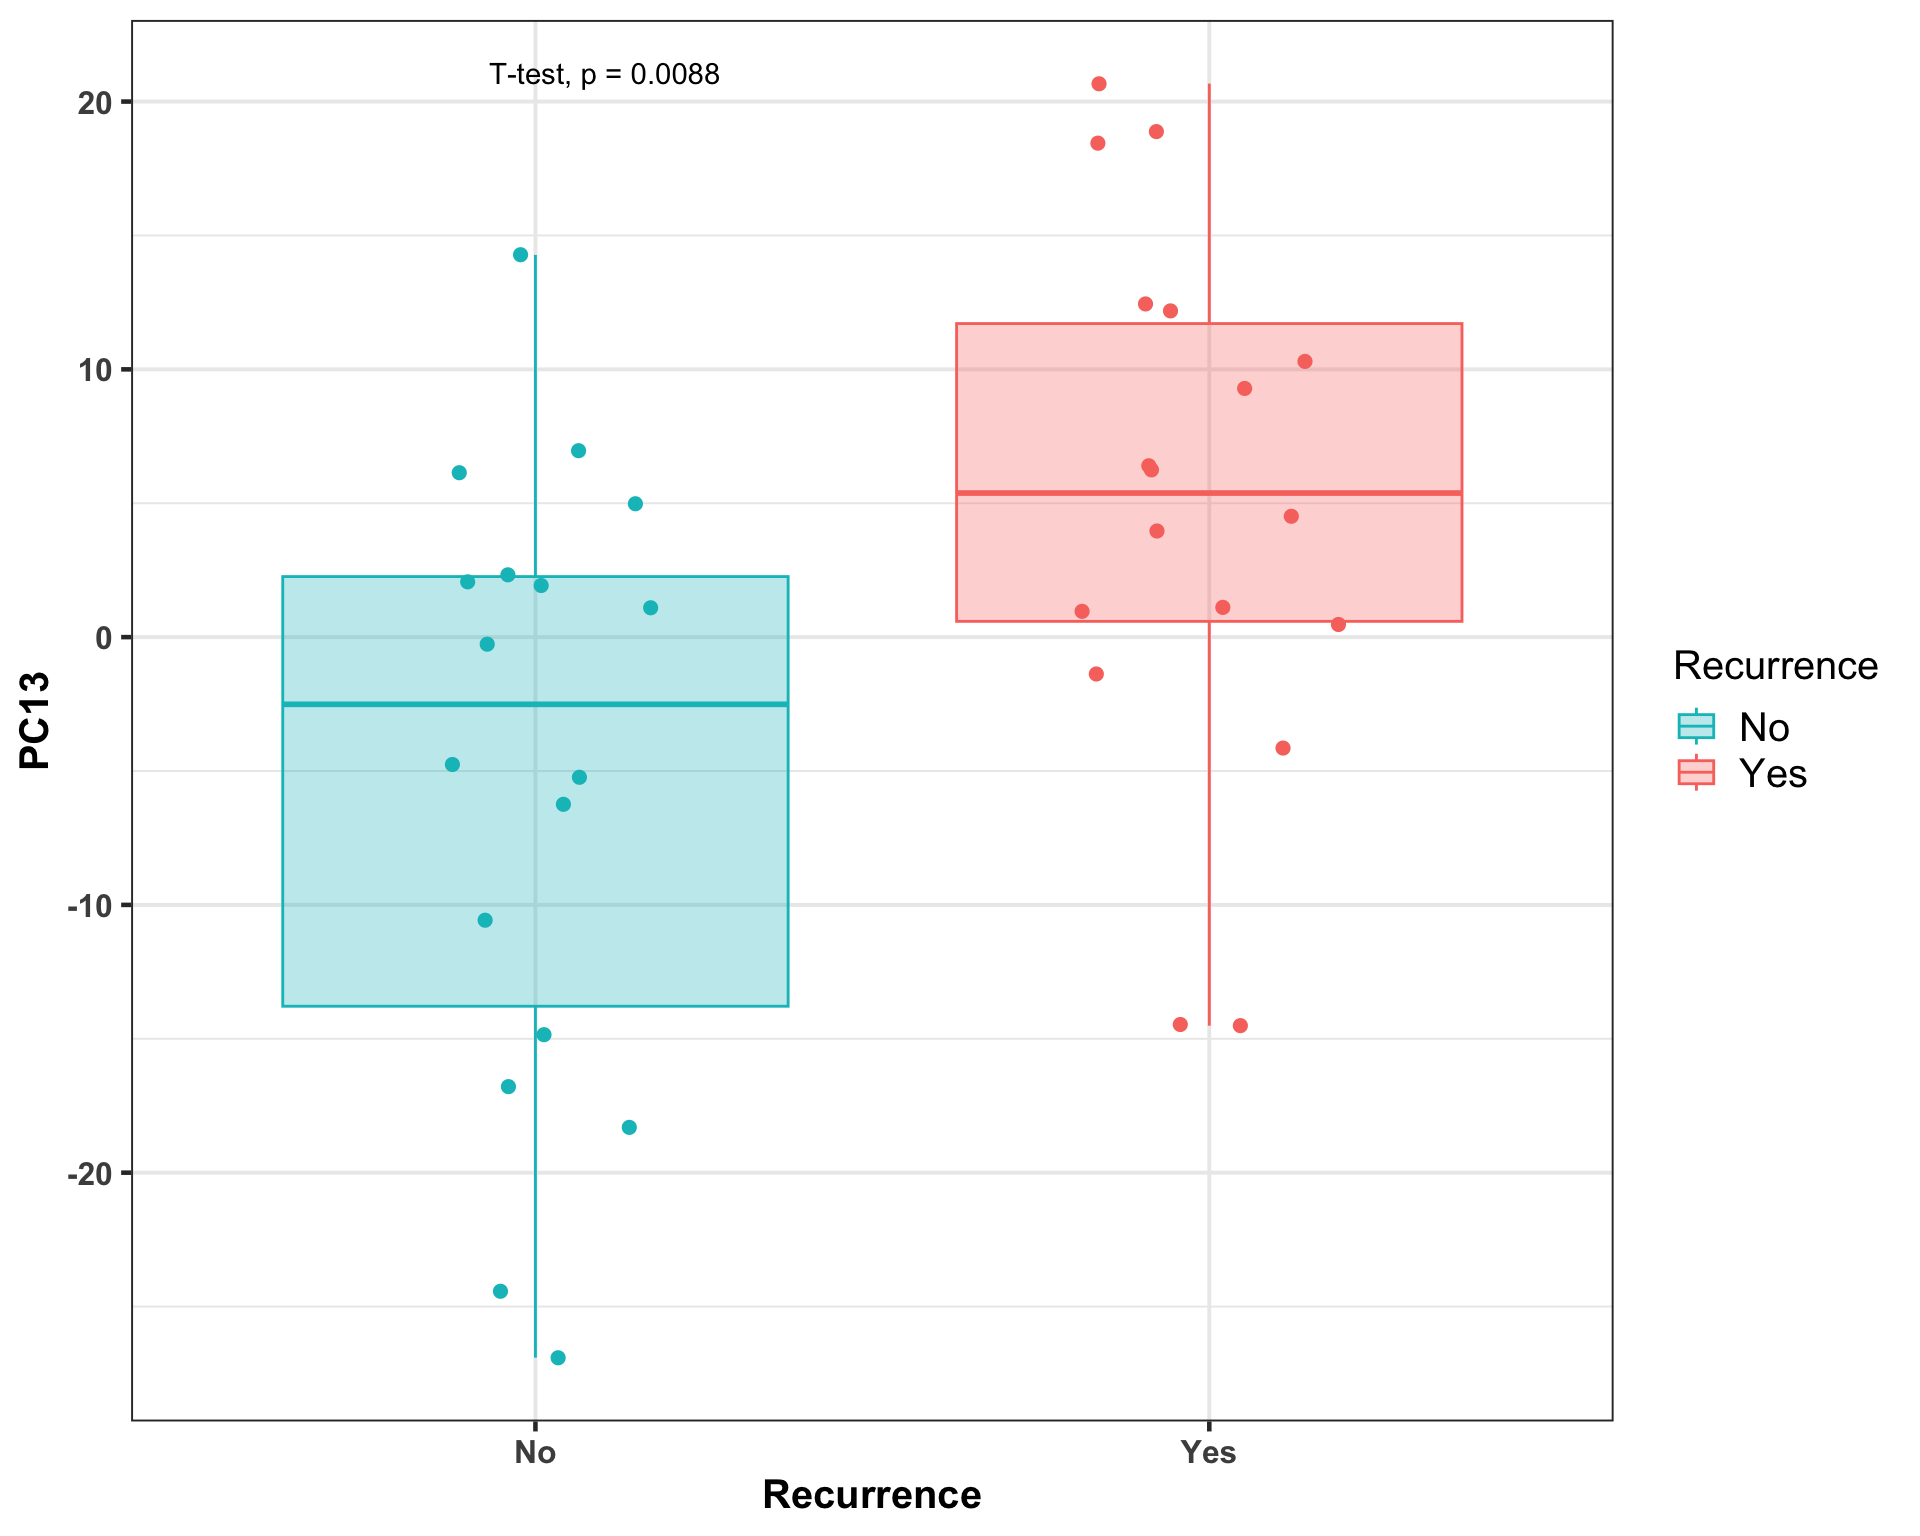 T-test, p = 0.0088
20
10
0
-10
-20
PC13
No
Yes
Recurrence
Recurrence
No
Yes